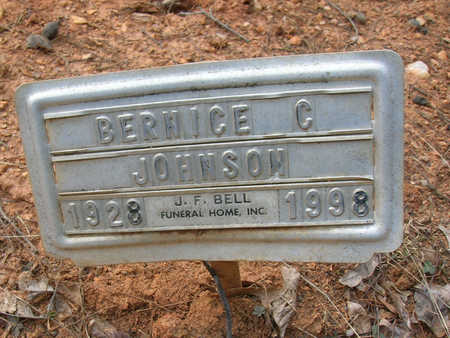 BERNICE C
JOHNSON
1928 J. F. BELL 1998
FUNERAL HOME, INC.